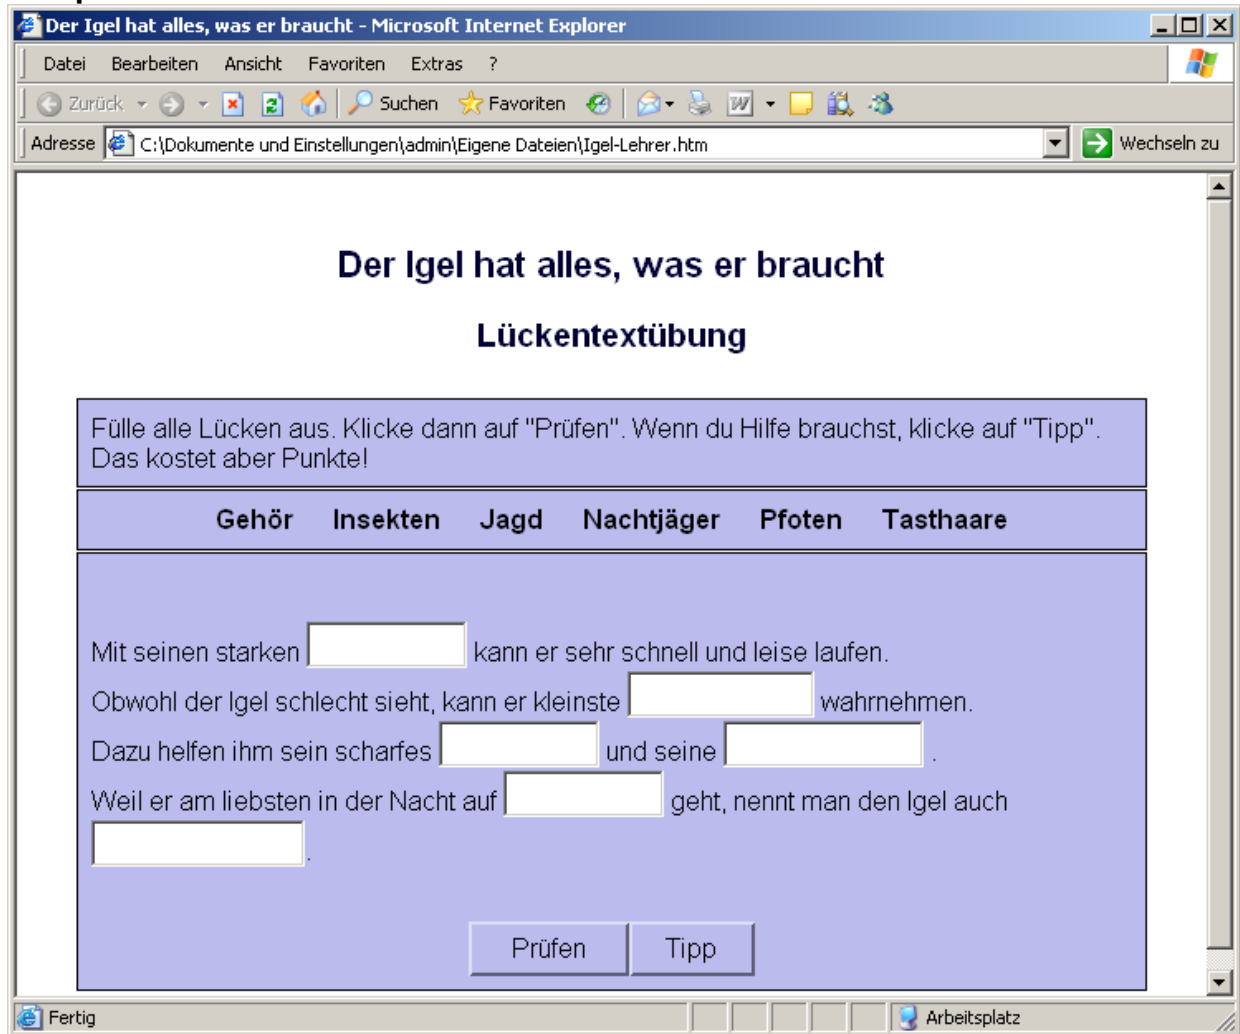 Der Igel hat alles, was er braucht - Microsoft Internet Explorer
Datei Bearbeiten Ansicht Favoriten Extras ?
Zurück Suchen Favoriten
Adresse C:\Dokumente und Einstellungen\admin\Eigene Dateien\Igel-Lehrer.htm Wechseln zu
Der Igel hat alles, was er braucht
Lückentextübung
Fülle alle Lücken aus. Klicke dann auf "Prüfen". Wenn du Hilfe brauchst, klicke auf "Tipp".
Das kostet aber Punkte!
Gehör Insekten Jagd Nachtjäger Pfoten Tasthaare
Mit seinen starken kann er sehr schnell und leise laufen.
Obwohl der Igel schlecht sieht, kann er kleinste wahrnehmen.
Dazu helfen ihm sein scharfes und seine .
Weil er am liebsten in der Nacht auf geht, nennt man den Igel auch
.
Prüfen Tipp
Fertig Arbeitsplatz